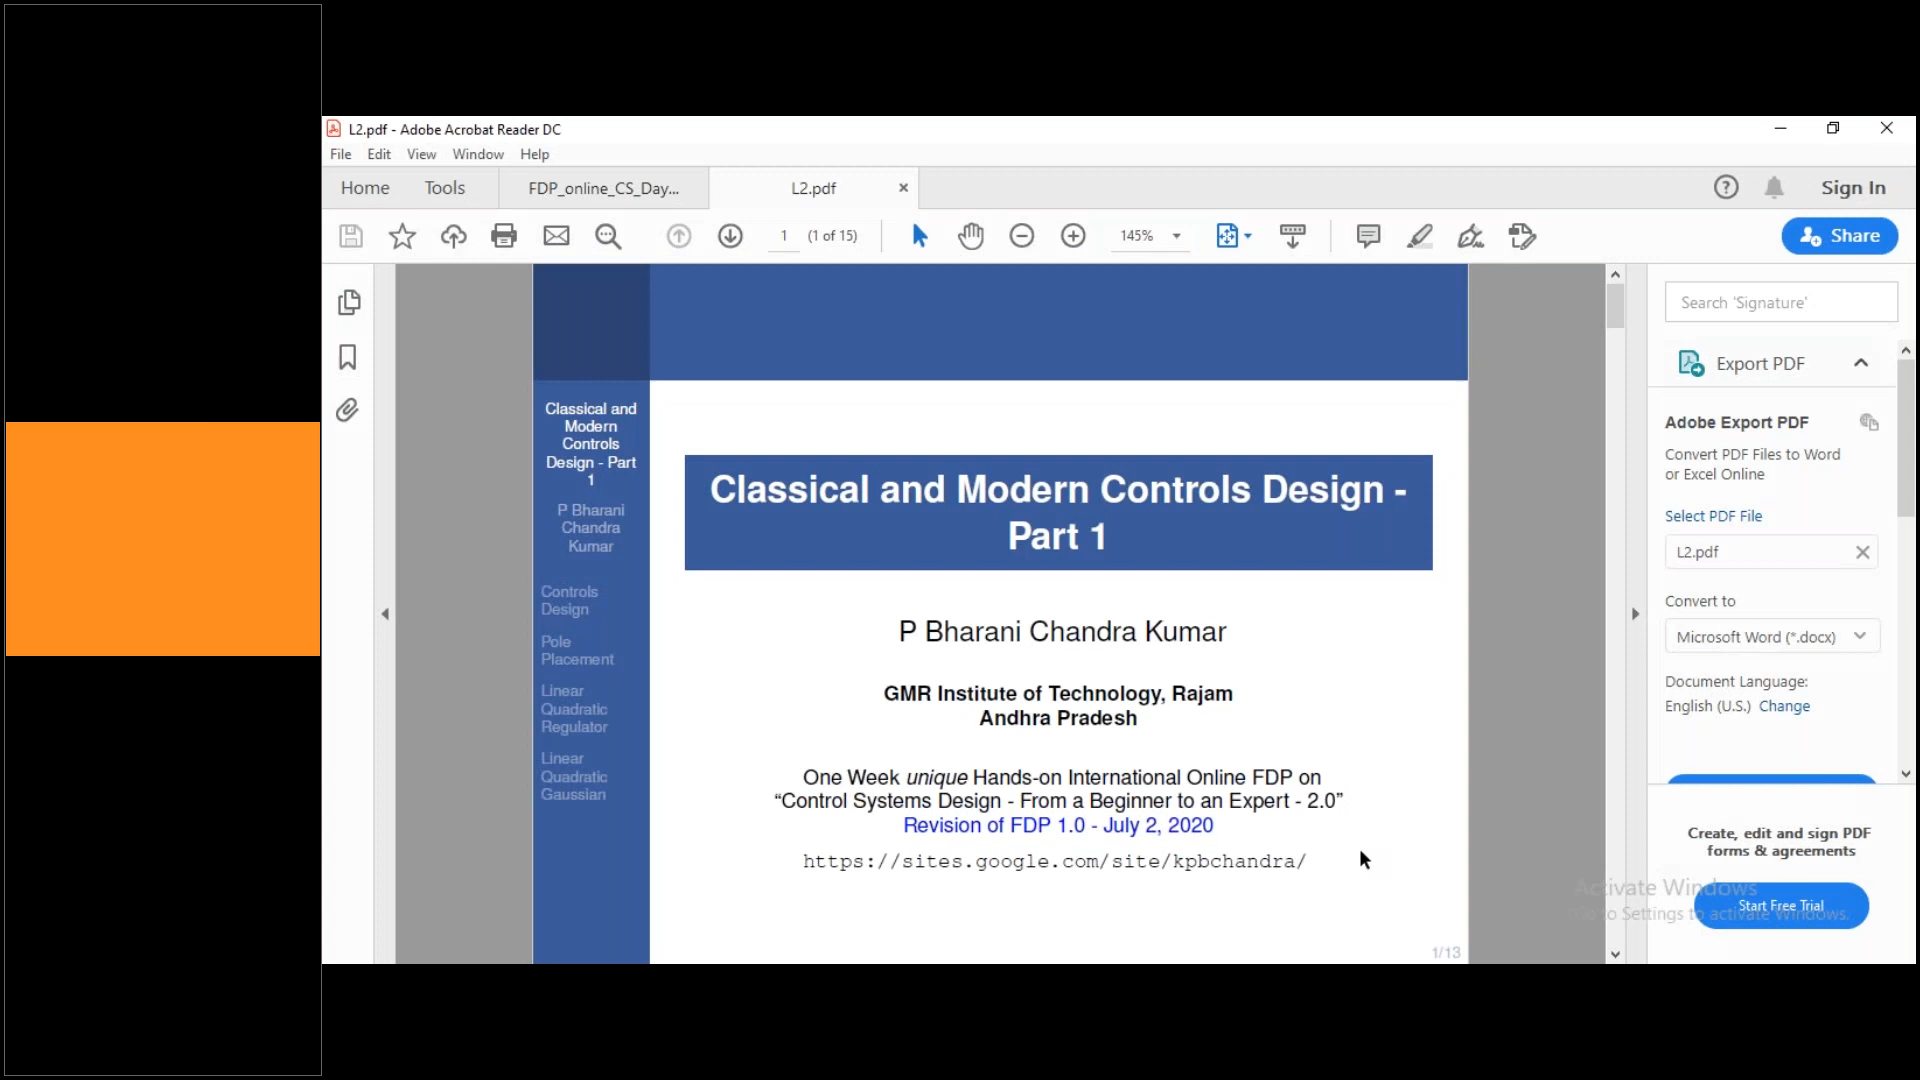 L2.pdf - Adobe Acrobat Reader DC
File Edit View Window Help
Home Tools FDP_online_CS_Day... L2.pdf Sign In
1 (1 of 15) 145% Share
Classical and
Modern
Controls
Design - Part
1
P Bharani
Chandra
Kumar
Controls
Design
Pole
Placement
Linear
Quadratic
Regulator
Linear
Quadratic
Gaussian
Classical and Modern Controls Design -
Part 1
P Bharani Chandra Kumar
GMR Institute of Technology, Rajam
Andhra Pradesh
One Week unique Hands-on International Online FDP on
“Control Systems Design - From a Beginner to an Expert - 2.0”
Revision of FDP 1.0 - July 2, 2020
https://sites.google.com/site/kpbchandra/
1/13
Search 'Signature'
Export PDF
Adobe Export PDF
Convert PDF Files to Word
or Excel Online
Select PDF File
L2.pdf
Convert to
Microsoft Word (*.docx)
Document Language:
English (U.S.) Change
Create, edit and sign PDF
forms & agreements
Activate Windows
Start Free Trial
to Settings to activate Windows.